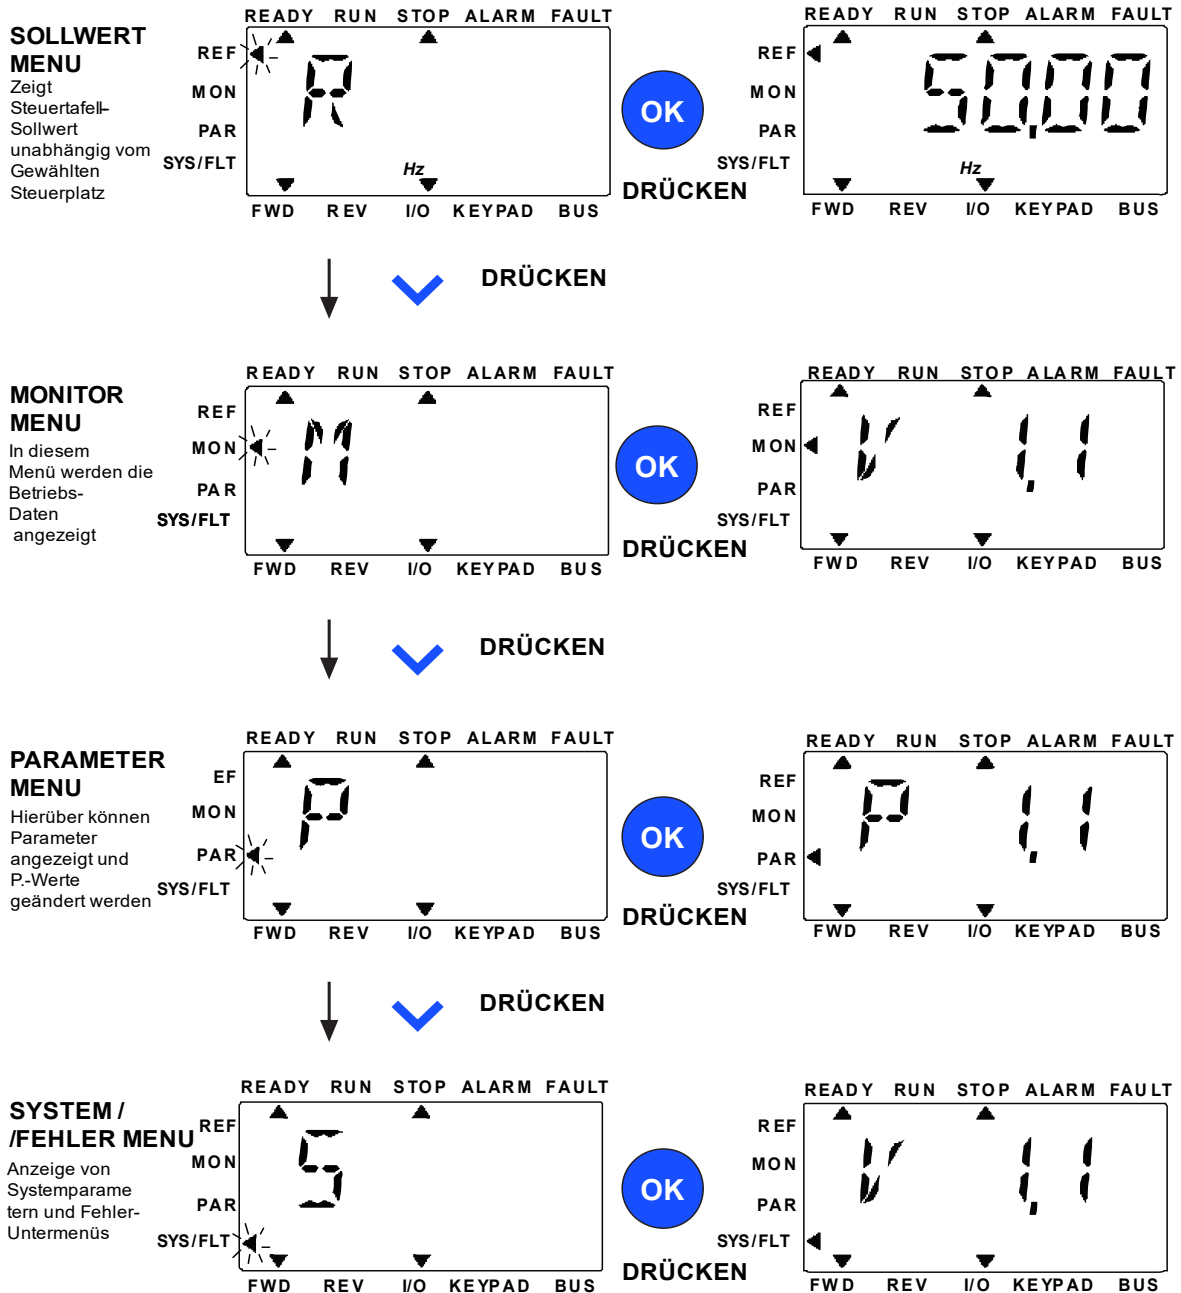 READY RUN STOP ALARM FAULT
READY RUN STOP ALARM FAULT
SOLLWERT
MENU
Zeigt
Steuertafell-
Sollwert
unabhängig vom
Gewählten
Steuerplatz
REF
MON
PAR
SYS/FLT
R
Hz
FWD REV I/O KEYPAD BUS
OK
DRÜCKEN
REF
MON
PAR
SYS/FLT
50,00
Hz
FWD REV I/O KEYPAD BUS
DRÜCKEN
READY RUN STOP ALARM FAULT
READY RUN STOP ALARM FAULT
MONITOR
MENU
In diesem
Menü werden die
Betriebs-
Daten
angezeigt
REF
MON
PAR
SYS/FLT
M
FWD REV I/O KEYPAD BUS
OK
DRÜCKEN
REF
MON
PAR
SYS/FLT
V 1,1
FWD REV I/O KEYPAD BUS
DRÜCKEN
READY RUN STOP ALARM FAULT
READY RUN STOP ALARM FAULT
PARAMETER
MENU
Hierüber können
Parameter
angezeigt und
P.-Werte
geändert werden
EF
MON
PAR
SYS/FLT
P
FWD REV I/O KEYPAD BUS
OK
DRÜCKEN
REF
MON
PAR
SYS/FLT
P 1,1
FWD REV I/O KEYPAD BUS
DRÜCKEN
READY RUN STOP ALARM FAULT
READY RUN STOP ALARM FAULT
SYSTEM /
/FEHLER MENU
Anzeige von
Systemparame
tern und Fehler-
Untermenüs
REF
MON
PAR
SYS/FLT
S
FWD REV I/O KEYPAD BUS
OK
DRÜCKEN
REF
MON
PAR
SYS/FLT
V 1,1
FWD REV I/O KEYPAD BUS